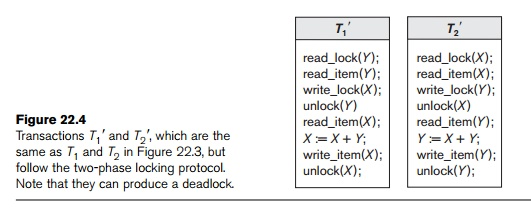 T₁′
read_lock(Y);
read_item(Y);
write_lock(X);
unlock(Y)
read_item(X);
X := X + Y;
write_item(X);
unlock(X);
T₂′
read_lock(X);
read_item(X);
write_lock(Y);
unlock(X)
read_item(Y);
Y := X + Y;
write_item(Y);
unlock(Y);
Figure 22.4
Transactions T₁′ and T₂′, which are the
same as T₁ and T₂ in Figure 22.3, but
follow the two-phase locking protocol.
Note that they can produce a deadlock.